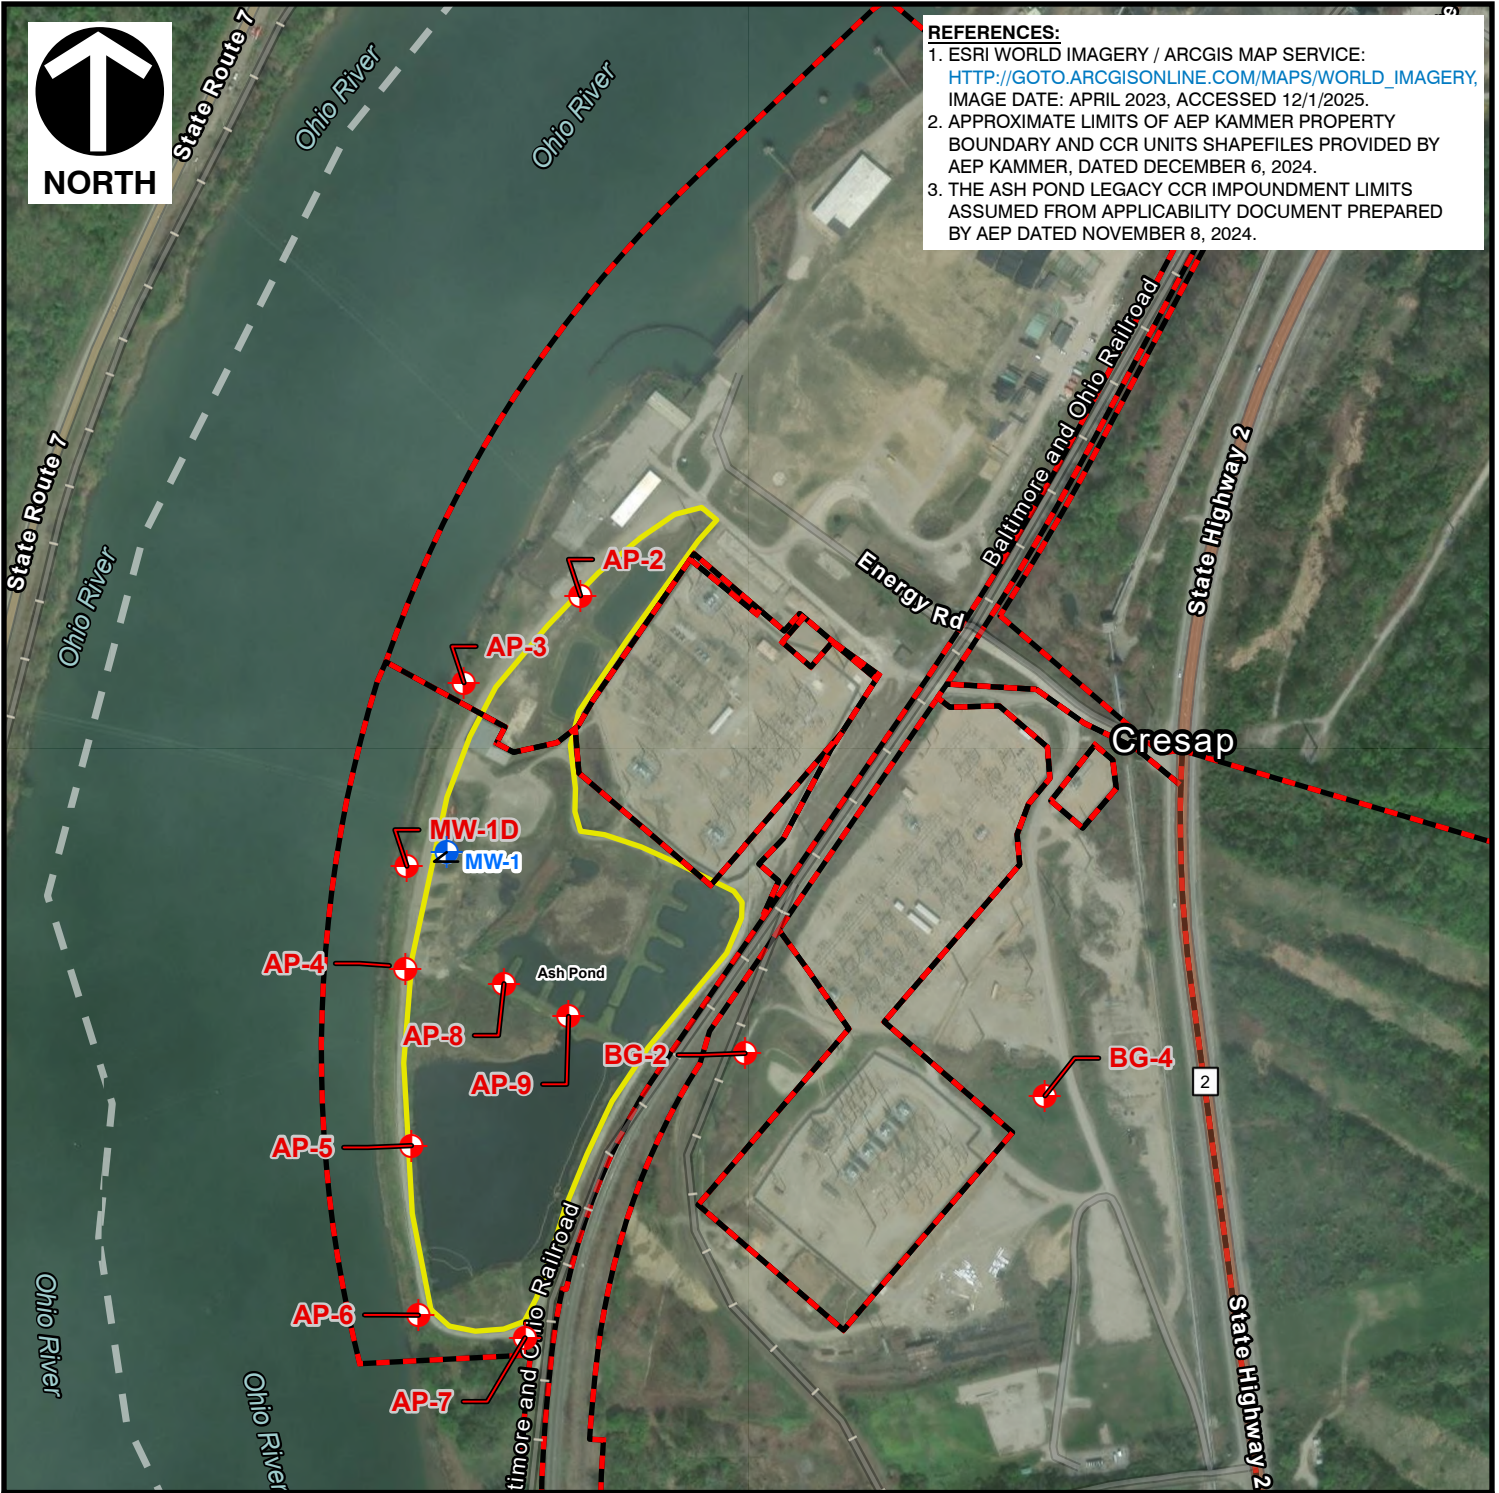 NORTH
State Route 7
Ohio River
Ohio River
REFERENCES:
1. ESRI WORLD IMAGERY / ARCGIS MAP SERVICE:
HTTP://GOTO.ARCGISONLINE.COM/MAPS/WORLD_IMAGERY,
IMAGE DATE: APRIL 2023, ACCESSED 12/1/2025.
2. APPROXIMATE LIMITS OF AEP KAMMER PROPERTY
BOUNDARY AND CCR UNITS SHAPEFILES PROVIDED BY
AEP KAMMER, DATED DECEMBER 6, 2024.
3. THE ASH POND LEGACY CCR IMPOUNDMENT LIMITS
ASSUMED FROM APPLICABILITY DOCUMENT PREPARED
BY AEP DATED NOVEMBER 8, 2024.
Baltimore and Ohio Railroad
State Highway 2
State Route 7
Ohio River
AP-2
Energy Rd
AP-3
Cresap
MW-1D
MW-1
AP-4
Ash Pond
AP-8
BG-2
BG-4
AP-9
2
AP-5
Ohio Railroad
timore and
AP-6
AP-7
Ohio River
Ohio River
State Highway 2